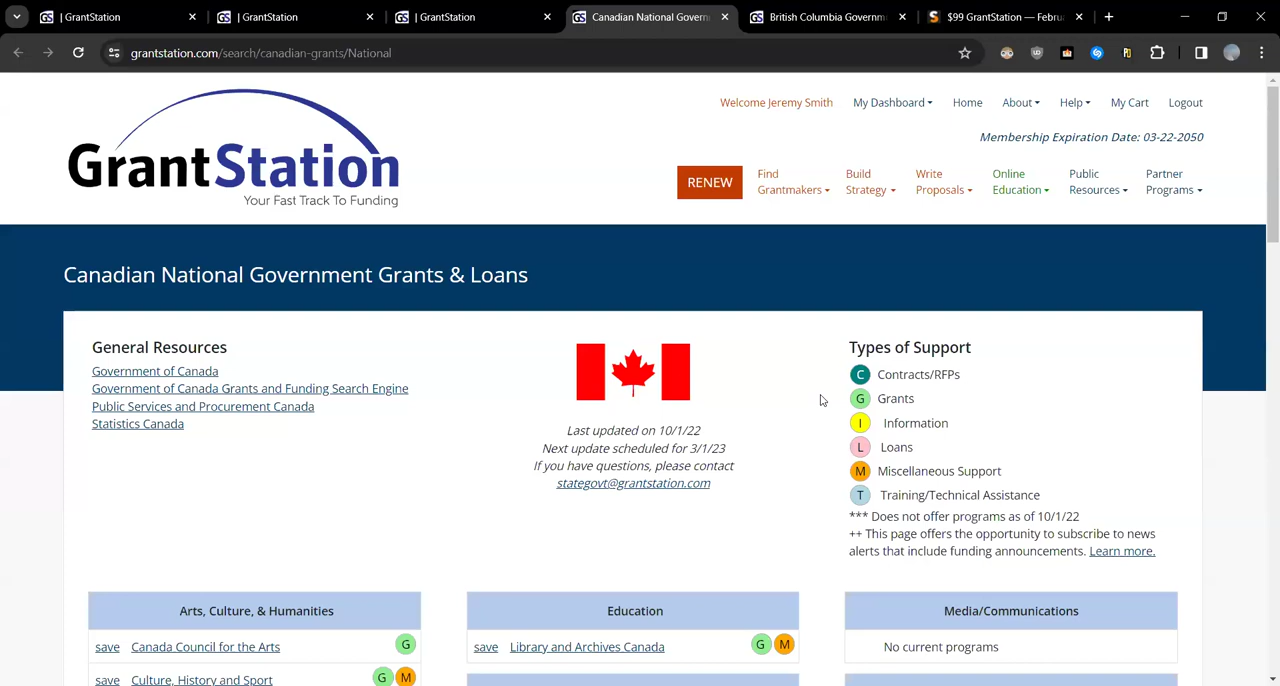 | GrantStation
| GrantStation
| GrantStation
Canadian National Govern
British Columbia Governm
$99 GrantStation — Febru
grantstation.com/search/canadian-grants/National
GrantStation
Your Fast Track To Funding
Welcome Jeremy Smith
My Dashboard
Home
About
Help
My Cart
Logout
Membership Expiration Date: 03-22-2050
RENEW
Find Grantmakers
Build Strategy
Write Proposals
Online Education
Public Resources
Partner Programs
Canadian National Government Grants & Loans
General Resources
Government of Canada
Government of Canada Grants and Funding Search Engine
Public Services and Procurement Canada
Statistics Canada
Last updated on 10/1/22
Next update scheduled for 3/1/23
If you have questions, please contact
stategovt@grantstation.com
Types of Support
C Contracts/RFPs
G Grants
I Information
L Loans
M Miscellaneous Support
T Training/Technical Assistance
*** Does not offer programs as of 10/1/22
++ This page offers the opportunity to subscribe to news
alerts that include funding announcements. Learn more.
Arts, Culture, & Humanities
save Canada Council for the Arts G
save Culture, History and Sport G M
Education
save Library and Archives Canada G M
Media/Communications
No current programs